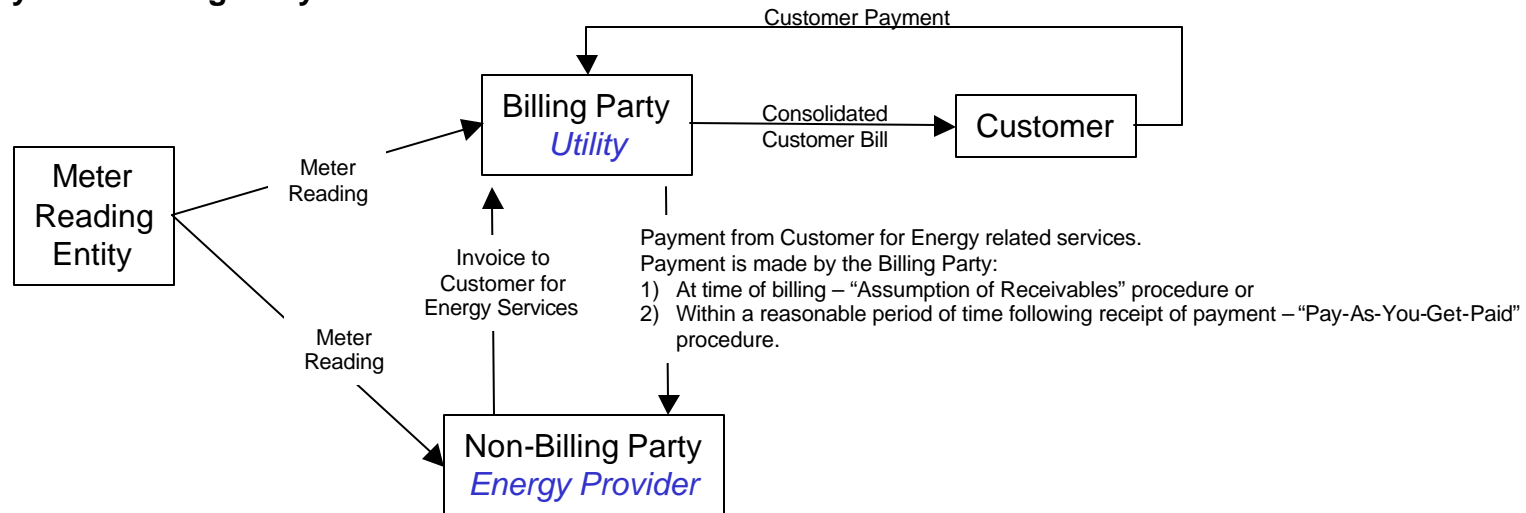 Customer Payment
Billing Party
Utility
Consolidated
Customer Bill
Customer
Meter
Reading
Entity
Meter
Reading
Invoice to
Customer for
Energy Services
Payment from Customer for Energy related services.
Payment is made by the Billing Party:
1) At time of billing – “Assumption of Receivables” procedure or
2) Within a reasonable period of time following receipt of payment – “Pay-As-You-Get-Paid”
procedure.
Meter
Reading
Non-Billing Party
Energy Provider